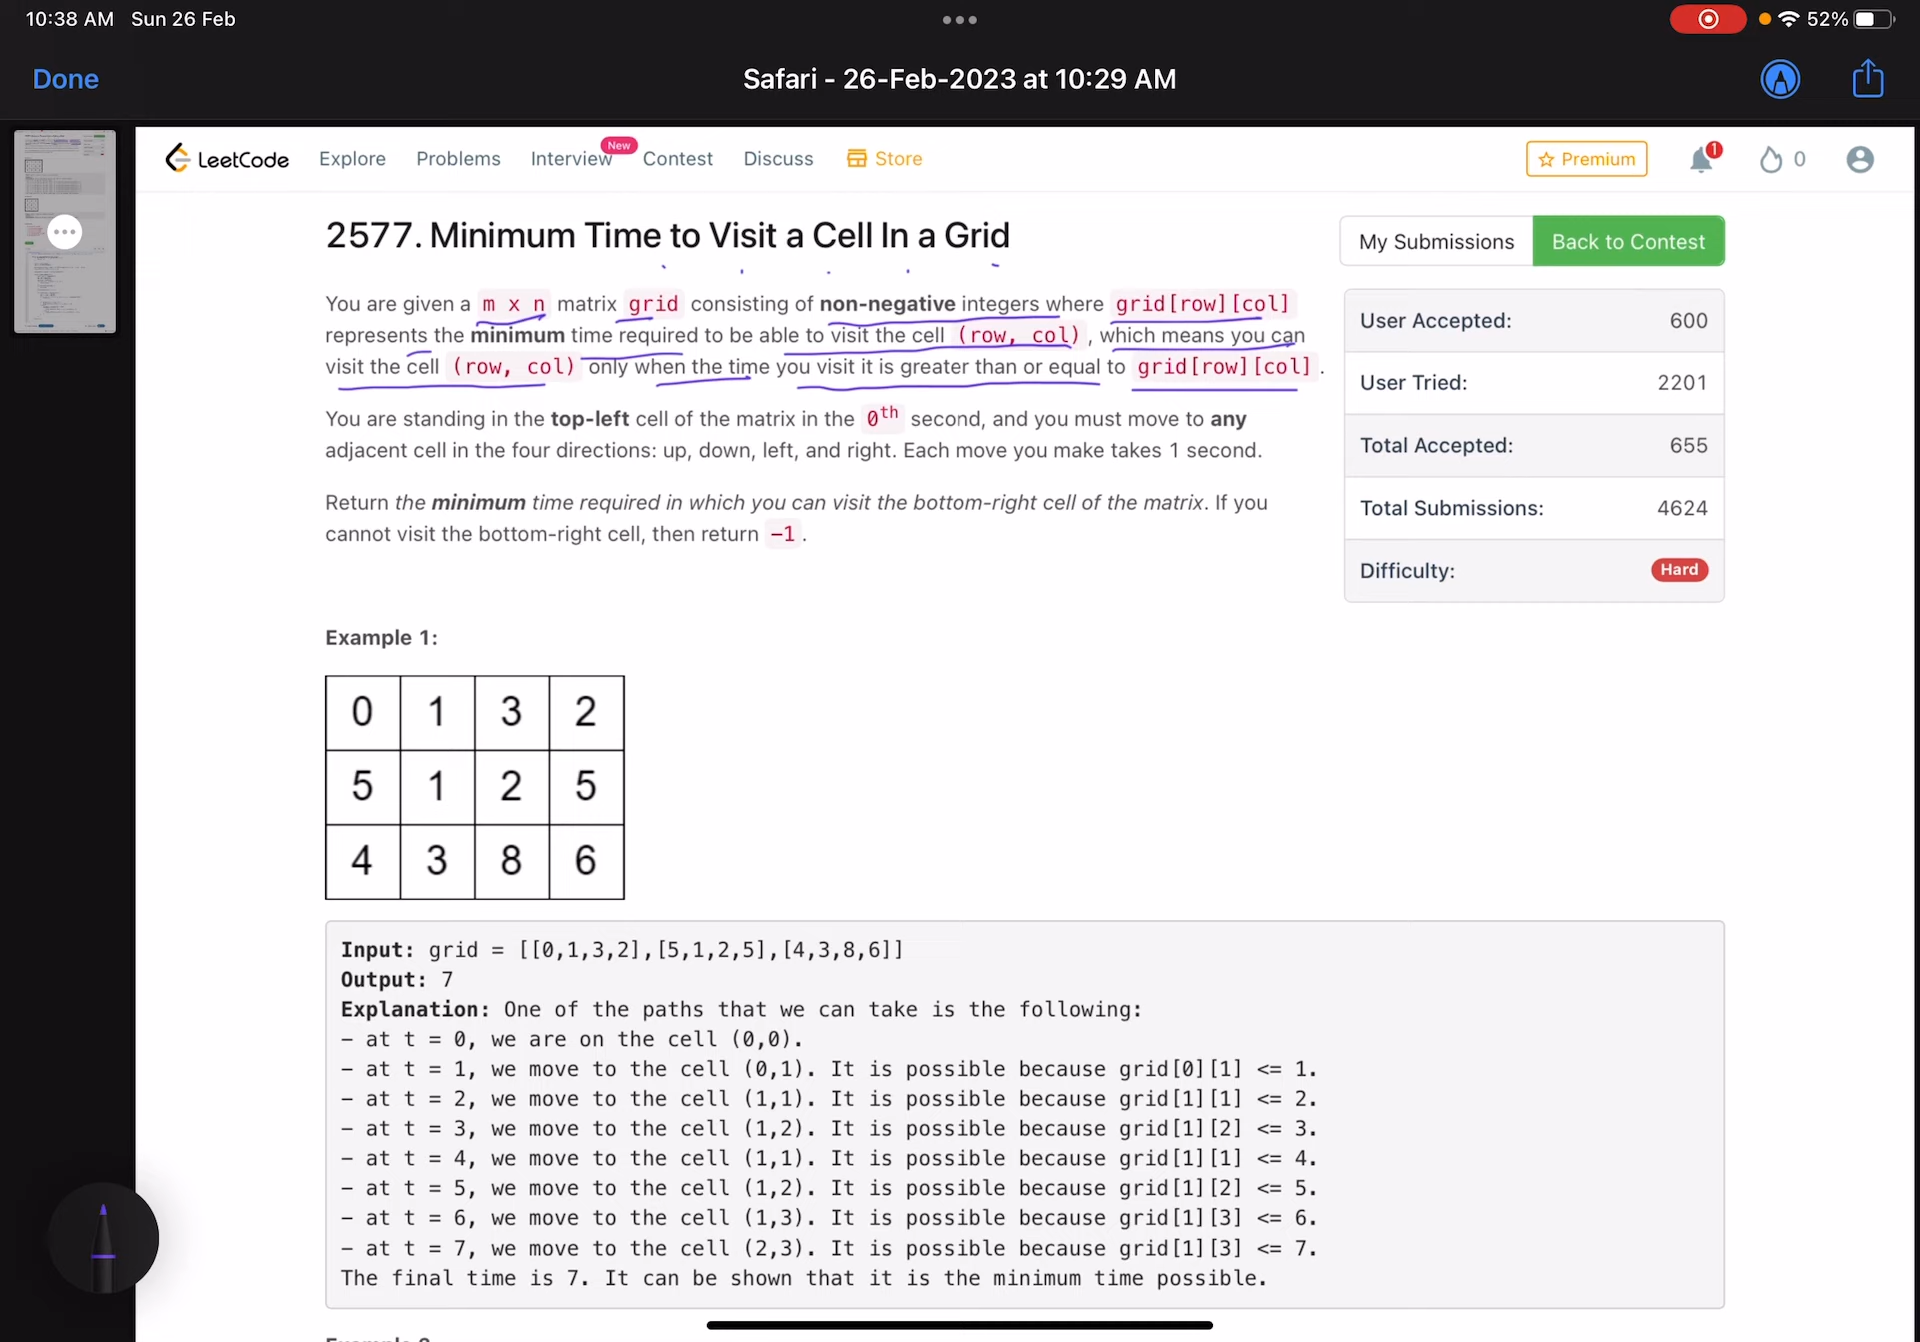 10:38 AM Sun 26 Feb
52%
Done
Safari - 26-Feb-2023 at 10:29 AM
LeetCode Explore Problems Interview New Contest Discuss Store
Premium 1 0
2577. Minimum Time to Visit a Cell In a Grid
My Submissions Back to Contest
You are given a m x n matrix grid consisting of non-negative integers where grid[row][col]
represents the minimum time required to be able to visit the cell (row, col) , which means you can
visit the cell (row, col) only when the time you visit it is greater than or equal to grid[row][col] .
You are standing in the top-left cell of the matrix in the 0th second, and you must move to any
adjacent cell in the four directions: up, down, left, and right. Each move you make takes 1 second.
Return the minimum time required in which you can visit the bottom-right cell of the matrix. If you
cannot visit the bottom-right cell, then return -1 .
User Accepted: 600
User Tried: 2201
Total Accepted: 655
Total Submissions: 4624
Difficulty: Hard
Example 1:
0 1 3 2
5 1 2 5
4 3 8 6
Input: grid = [[0,1,3,2],[5,1,2,5],[4,3,8,6]]
Output: 7
Explanation: One of the paths that we can take is the following:
- at t = 0, we are on the cell (0,0).
- at t = 1, we move to the cell (0,1). It is possible because grid[0][1] <= 1.
- at t = 2, we move to the cell (1,1). It is possible because grid[1][1] <= 2.
- at t = 3, we move to the cell (1,2). It is possible because grid[1][2] <= 3.
- at t = 4, we move to the cell (1,1). It is possible because grid[1][1] <= 4.
- at t = 5, we move to the cell (1,2). It is possible because grid[1][2] <= 5.
- at t = 6, we move to the cell (1,3). It is possible because grid[1][3] <= 6.
- at t = 7, we move to the cell (2,3). It is possible because grid[1][3] <= 7.
The final time is 7. It can be shown that it is the minimum time possible.